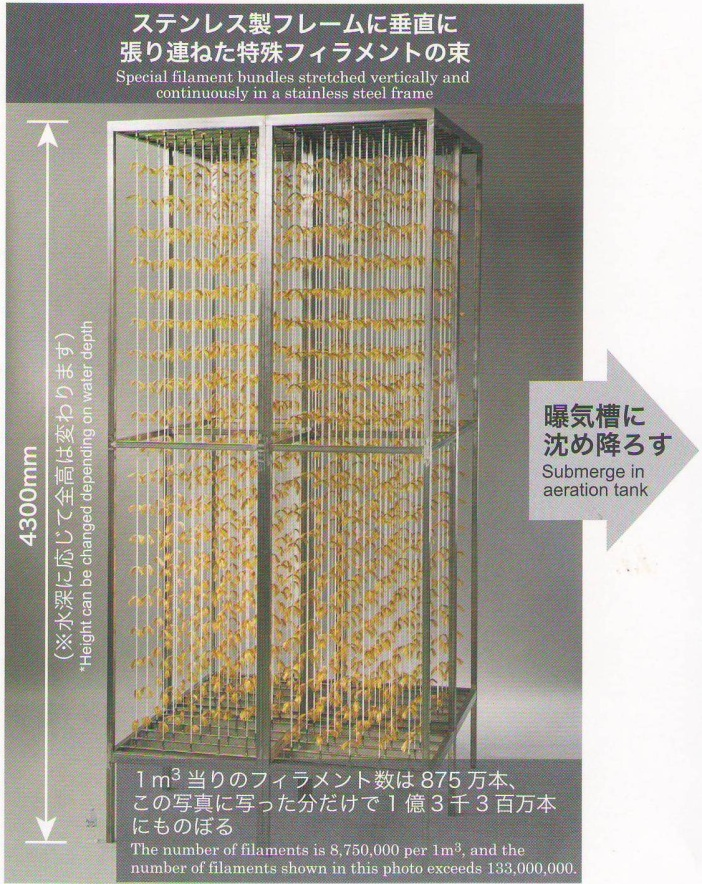 ステンレス製フレームに垂直に
張り連ねた特殊フィラメントの束
Special filament bundles stretched vertically and
continuously in a stainless steel frame
4300mm
(※水深に応じて全高は変わります)
*Height can be changed depending on water depth
曝気槽に
沈め降ろす
Submerge in
aeration tank
1m³当りのフィラメント数は875万本、
この写真に写った分だけで1億3千3百万本
にものぼる
The number of filaments is 8,750,000 per 1m³, and the
number of filaments shown in this photo exceeds 133,000,000.